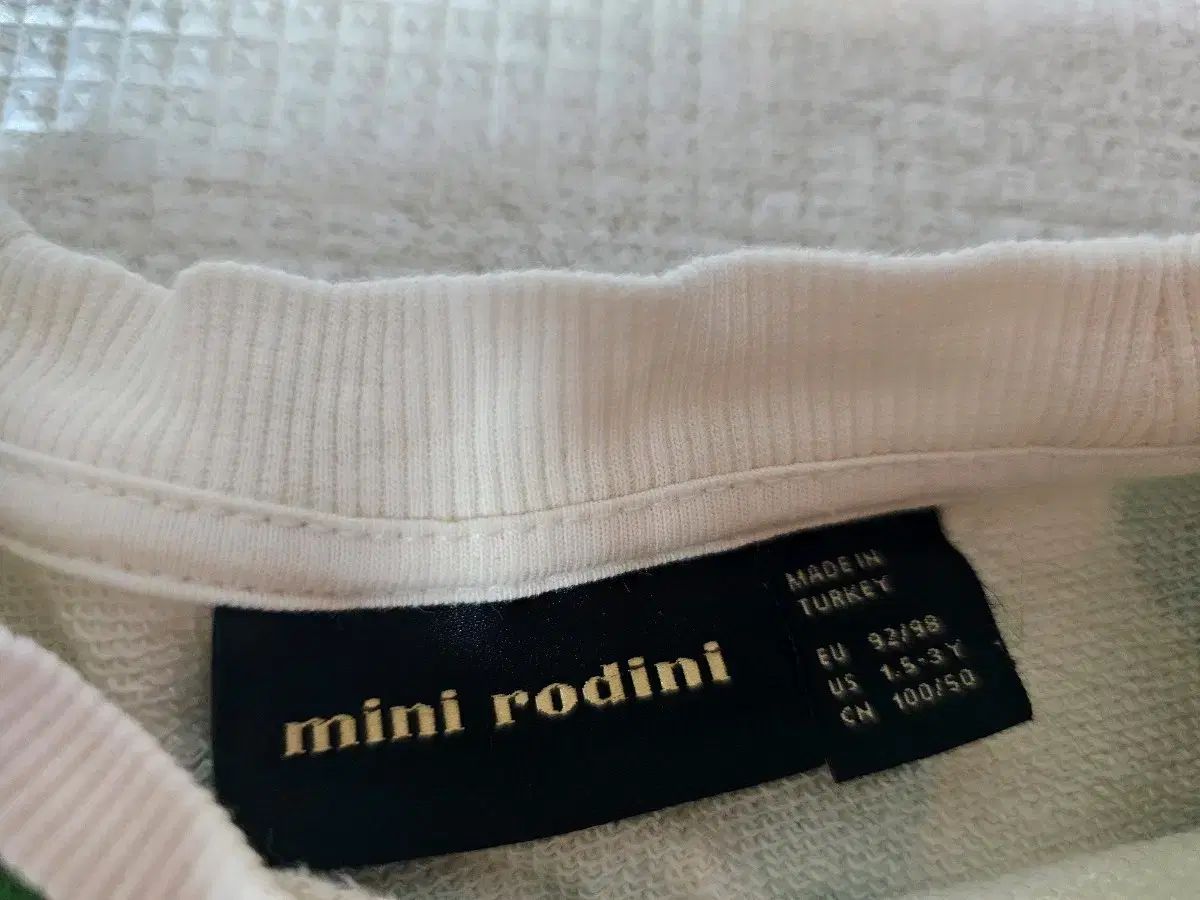 mini rodini
MADE IN
TURKEY
EU 92/98
US 1.5-3Y
CN 100/50